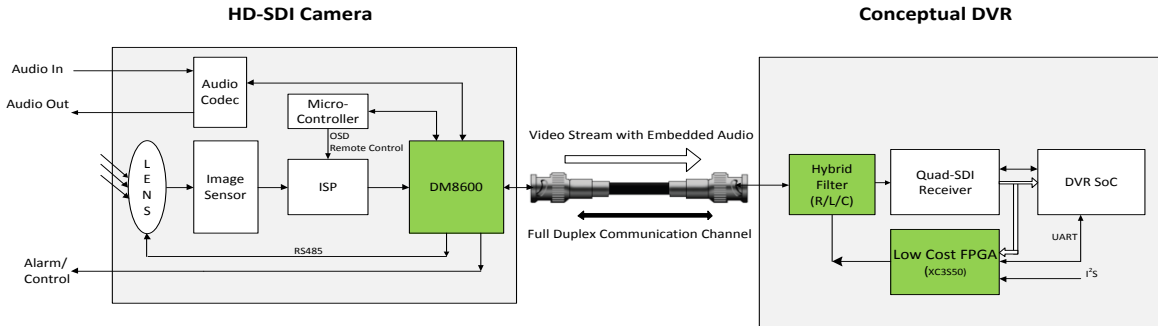 HD-SDI Camera
Conceptual DVR
Audio In
Audio Out
Audio
Codec
Micro-
Controller
OSD
Remote Control
LENS
Image
Sensor
ISP
DM8600
RS485
Alarm/
Control
Video Stream with Embedded Audio
Full Duplex Communication Channel
Hybrid
Filter
(R/L/C)
Quad-SDI
Receiver
DVR SoC
UART
Low Cost FPGA
(XC3S50)
I²S